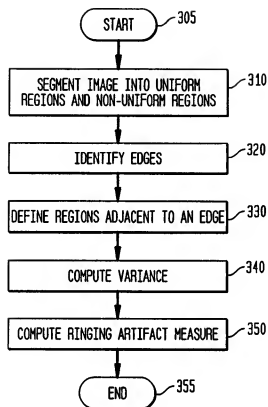 START
305
SEGMENT IMAGE INTO UNIFORM
REGIONS AND NON-UNIFORM REGIONS
310
IDENTIFY EDGES
320
DEFINE REGIONS ADJACENT TO AN EDGE
330
COMPUTE VARIANCE
340
COMPUTE RINGING ARTIFACT MEASURE
350
END
355